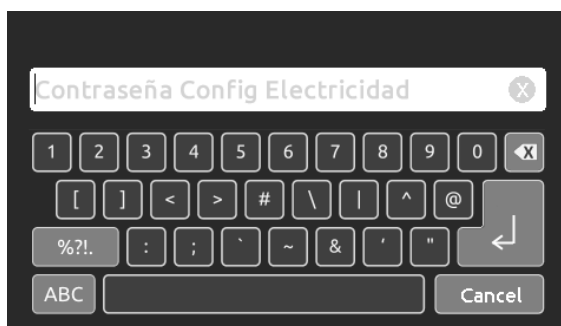 Contraseña Config Electricidad X
1 2 3 4 5 6 7 8 9 0 X
[ ] < > # \ | ^ @
%?!. : ; ` ~ & ' "
ABC Cancel